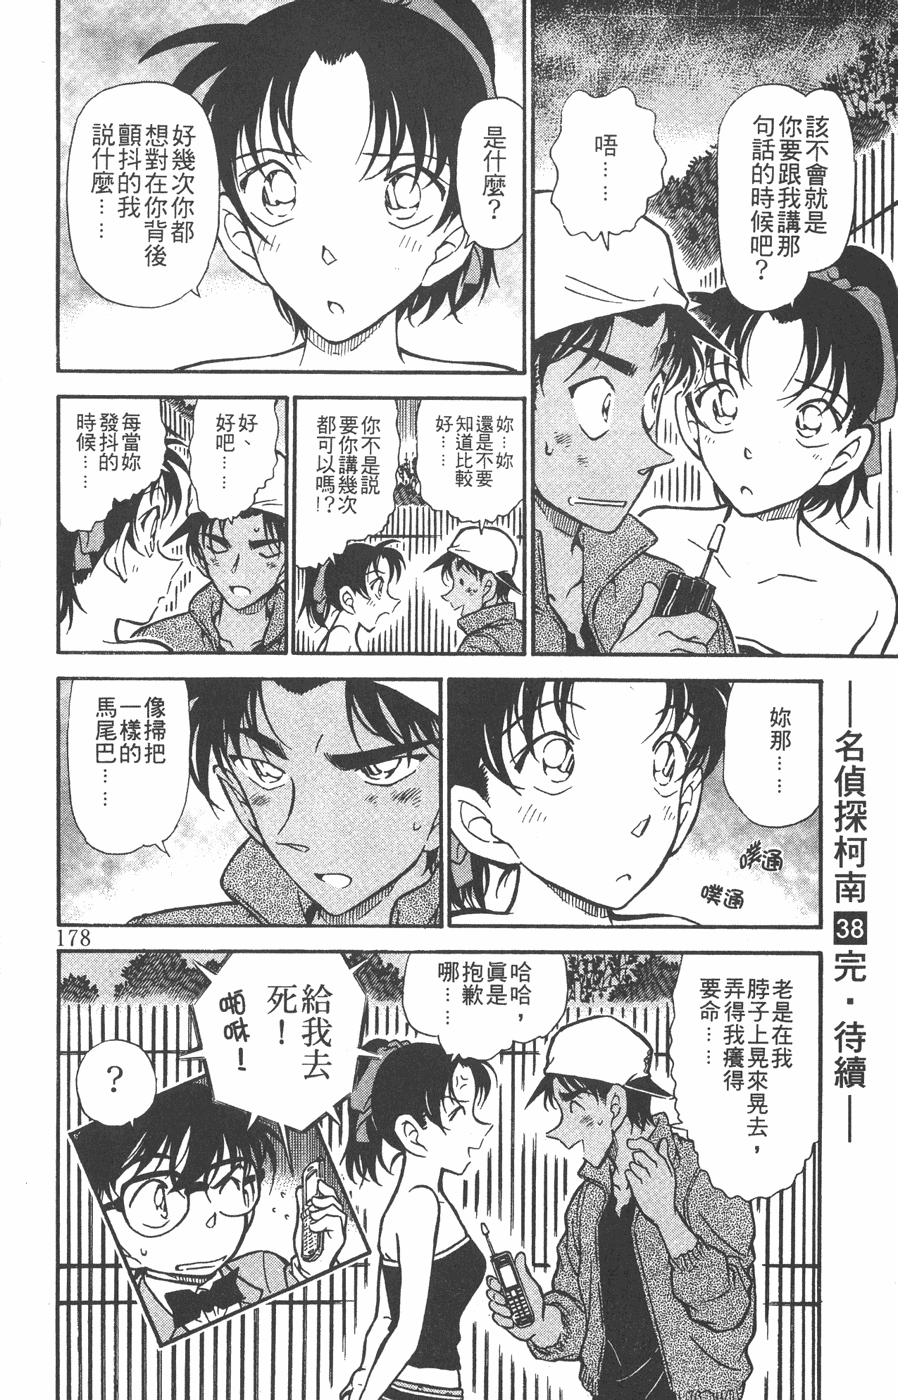 該不會就是
你要跟我講那
句話的時候吧？
唔……
是什麼？
好幾次你都
想對在你背後
顫抖的我
說什麼…
妳…妳
還是不要
知道比較
好…
你不是說
要你講幾次
都可以嗎!?
好、
好吧…
每當妳
發抖的
時候……
妳那……
噗通
噗通
像掃把
一樣的
馬尾巴……
老是在我
脖子上晃來晃去，
弄得我癢得
要命……
哈哈，
真是
抱歉
哪…
給我去
死！
啪啦！
？
178
——名偵探柯南38完・待續——